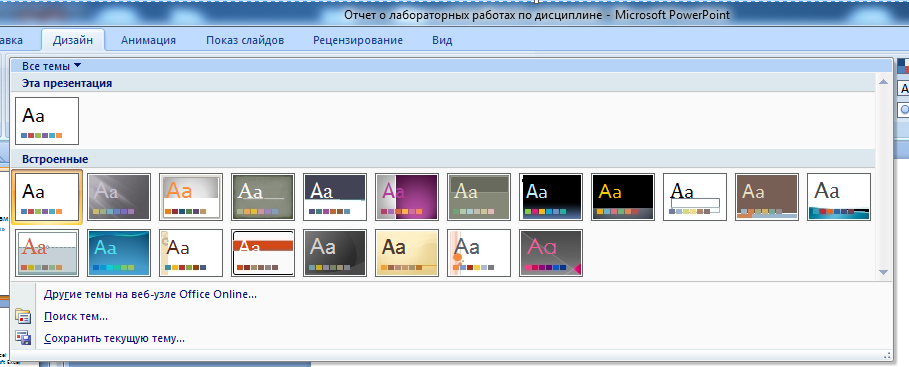 Отчет о лабораторных работах по дисциплине - Microsoft PowerPoint
авка Дизайн Анимация Показ слайдов Рецензирование Вид
Все темы
Эта презентация
Aa
Встроенные
Aa Aa Aa Aa Aa Aa Aa Aa Aa Aa Aa Aa
Aa Aa Aa Aa Aa Aa Aa Aa
Другие темы на веб-узле Office Online...
Поиск тем...
Сохранить текущую тему...